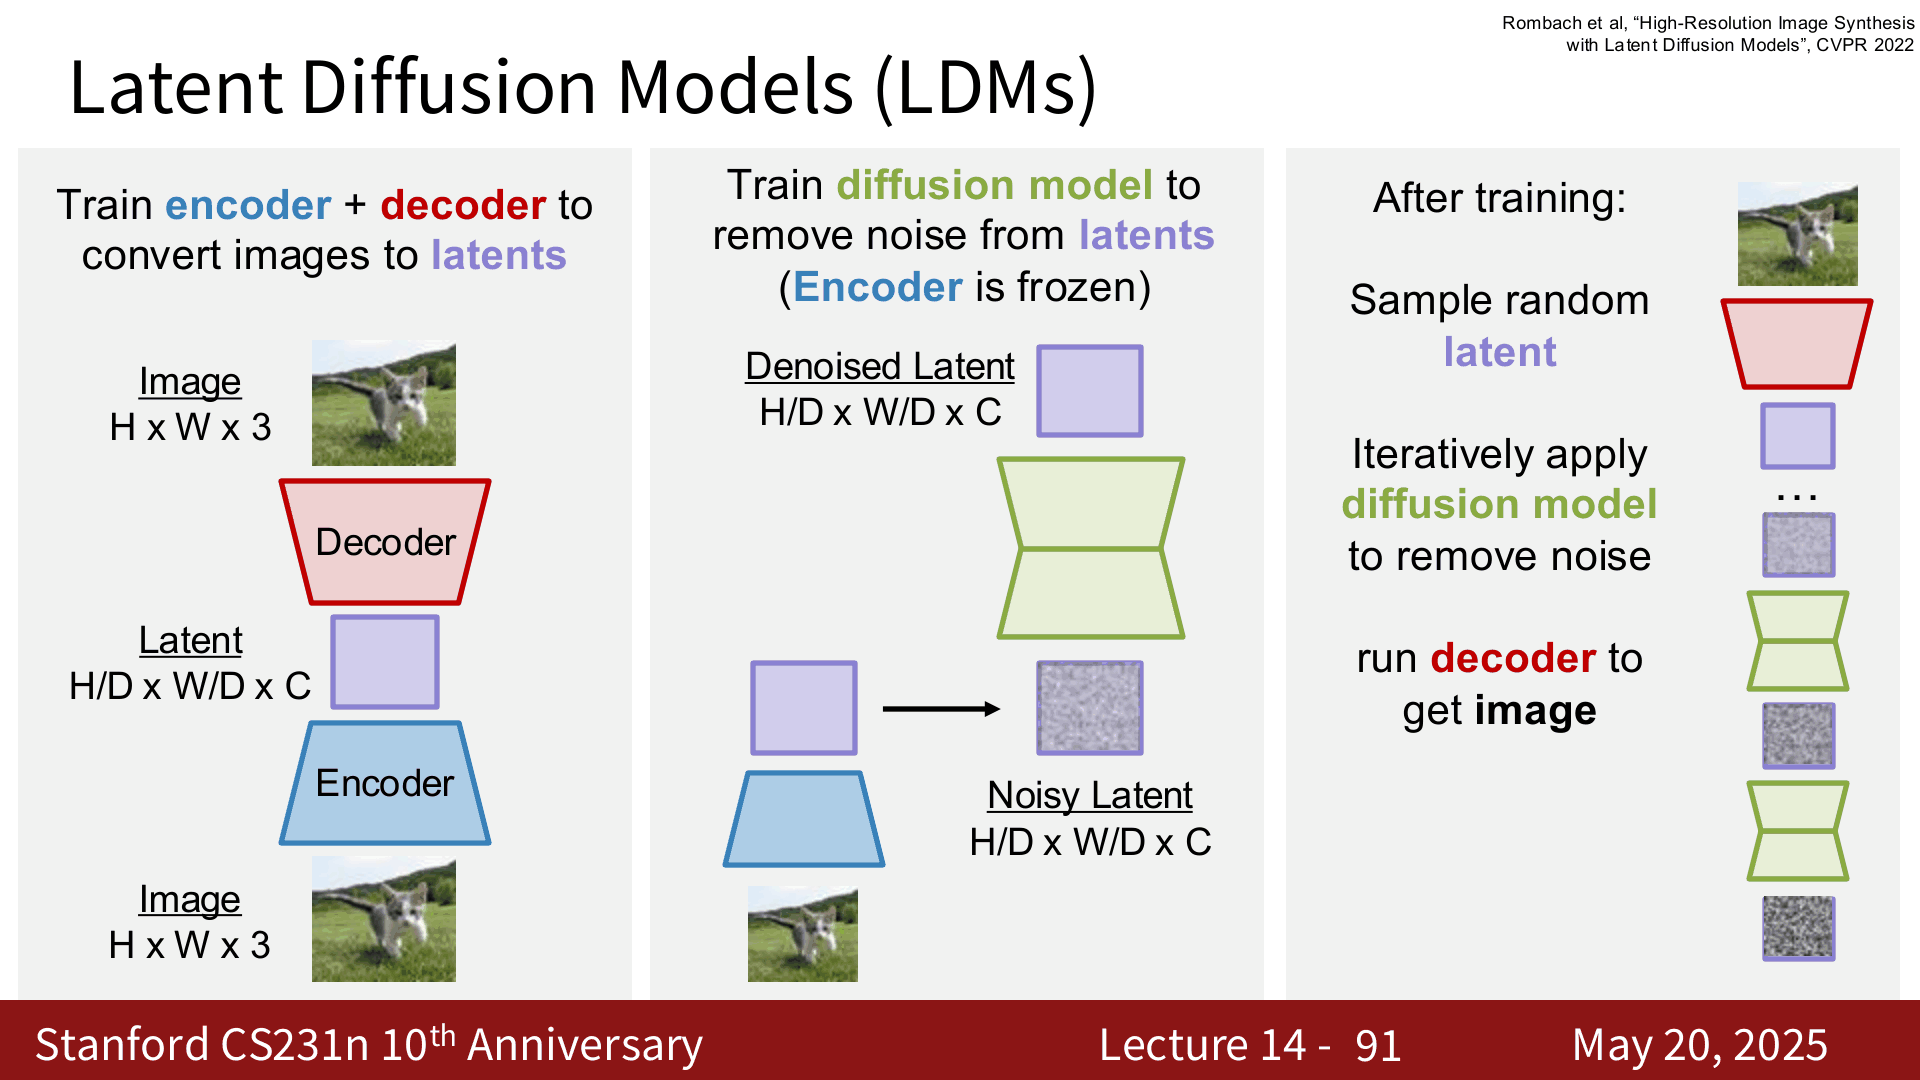 Rombach et al, “High-Resolution Image Synthesis
with Latent Diffusion Models”, CVPR 2022
Latent Diffusion Models (LDMs)
Train encoder + decoder to
convert images to latents
Image
H x W x 3
Decoder
Latent
H/D x W/D x C
Encoder
Image
H x W x 3
Train diffusion model to
remove noise from latents
(Encoder is frozen)
Denoised Latent
H/D x W/D x C
Noisy Latent
H/D x W/D x C
After training:
Sample random
latent
Iteratively apply
diffusion model
to remove noise
run decoder to
get image
…
Stanford CS231n 10th Anniversary
Lecture 14 - 91
May 20, 2025